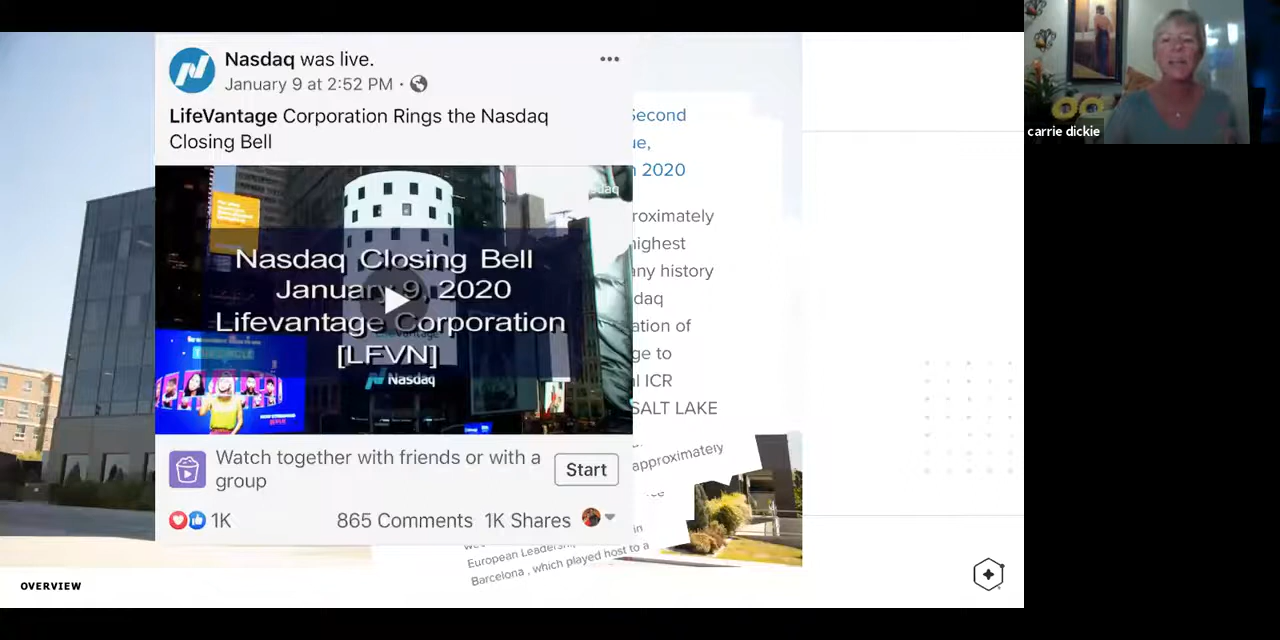 Nasdaq was live.
January 9 at 2:52 PM ·
LifeVantage Corporation Rings the Nasdaq
Closing Bell
Second
ue,
2020
roximately
highest
any history
daq
ation of
ge to
ICR
SALT LAKE
Nasdaq Closing Bell
January 9, 2020
Lifevantage Corporation
[LFVN]
Nasdaq
Watch together with friends or with a
group
Start
1K
865 Comments
1K Shares
approximately
in
European
Barcelona , which played host to a
OVERVIEW
carrie dickie